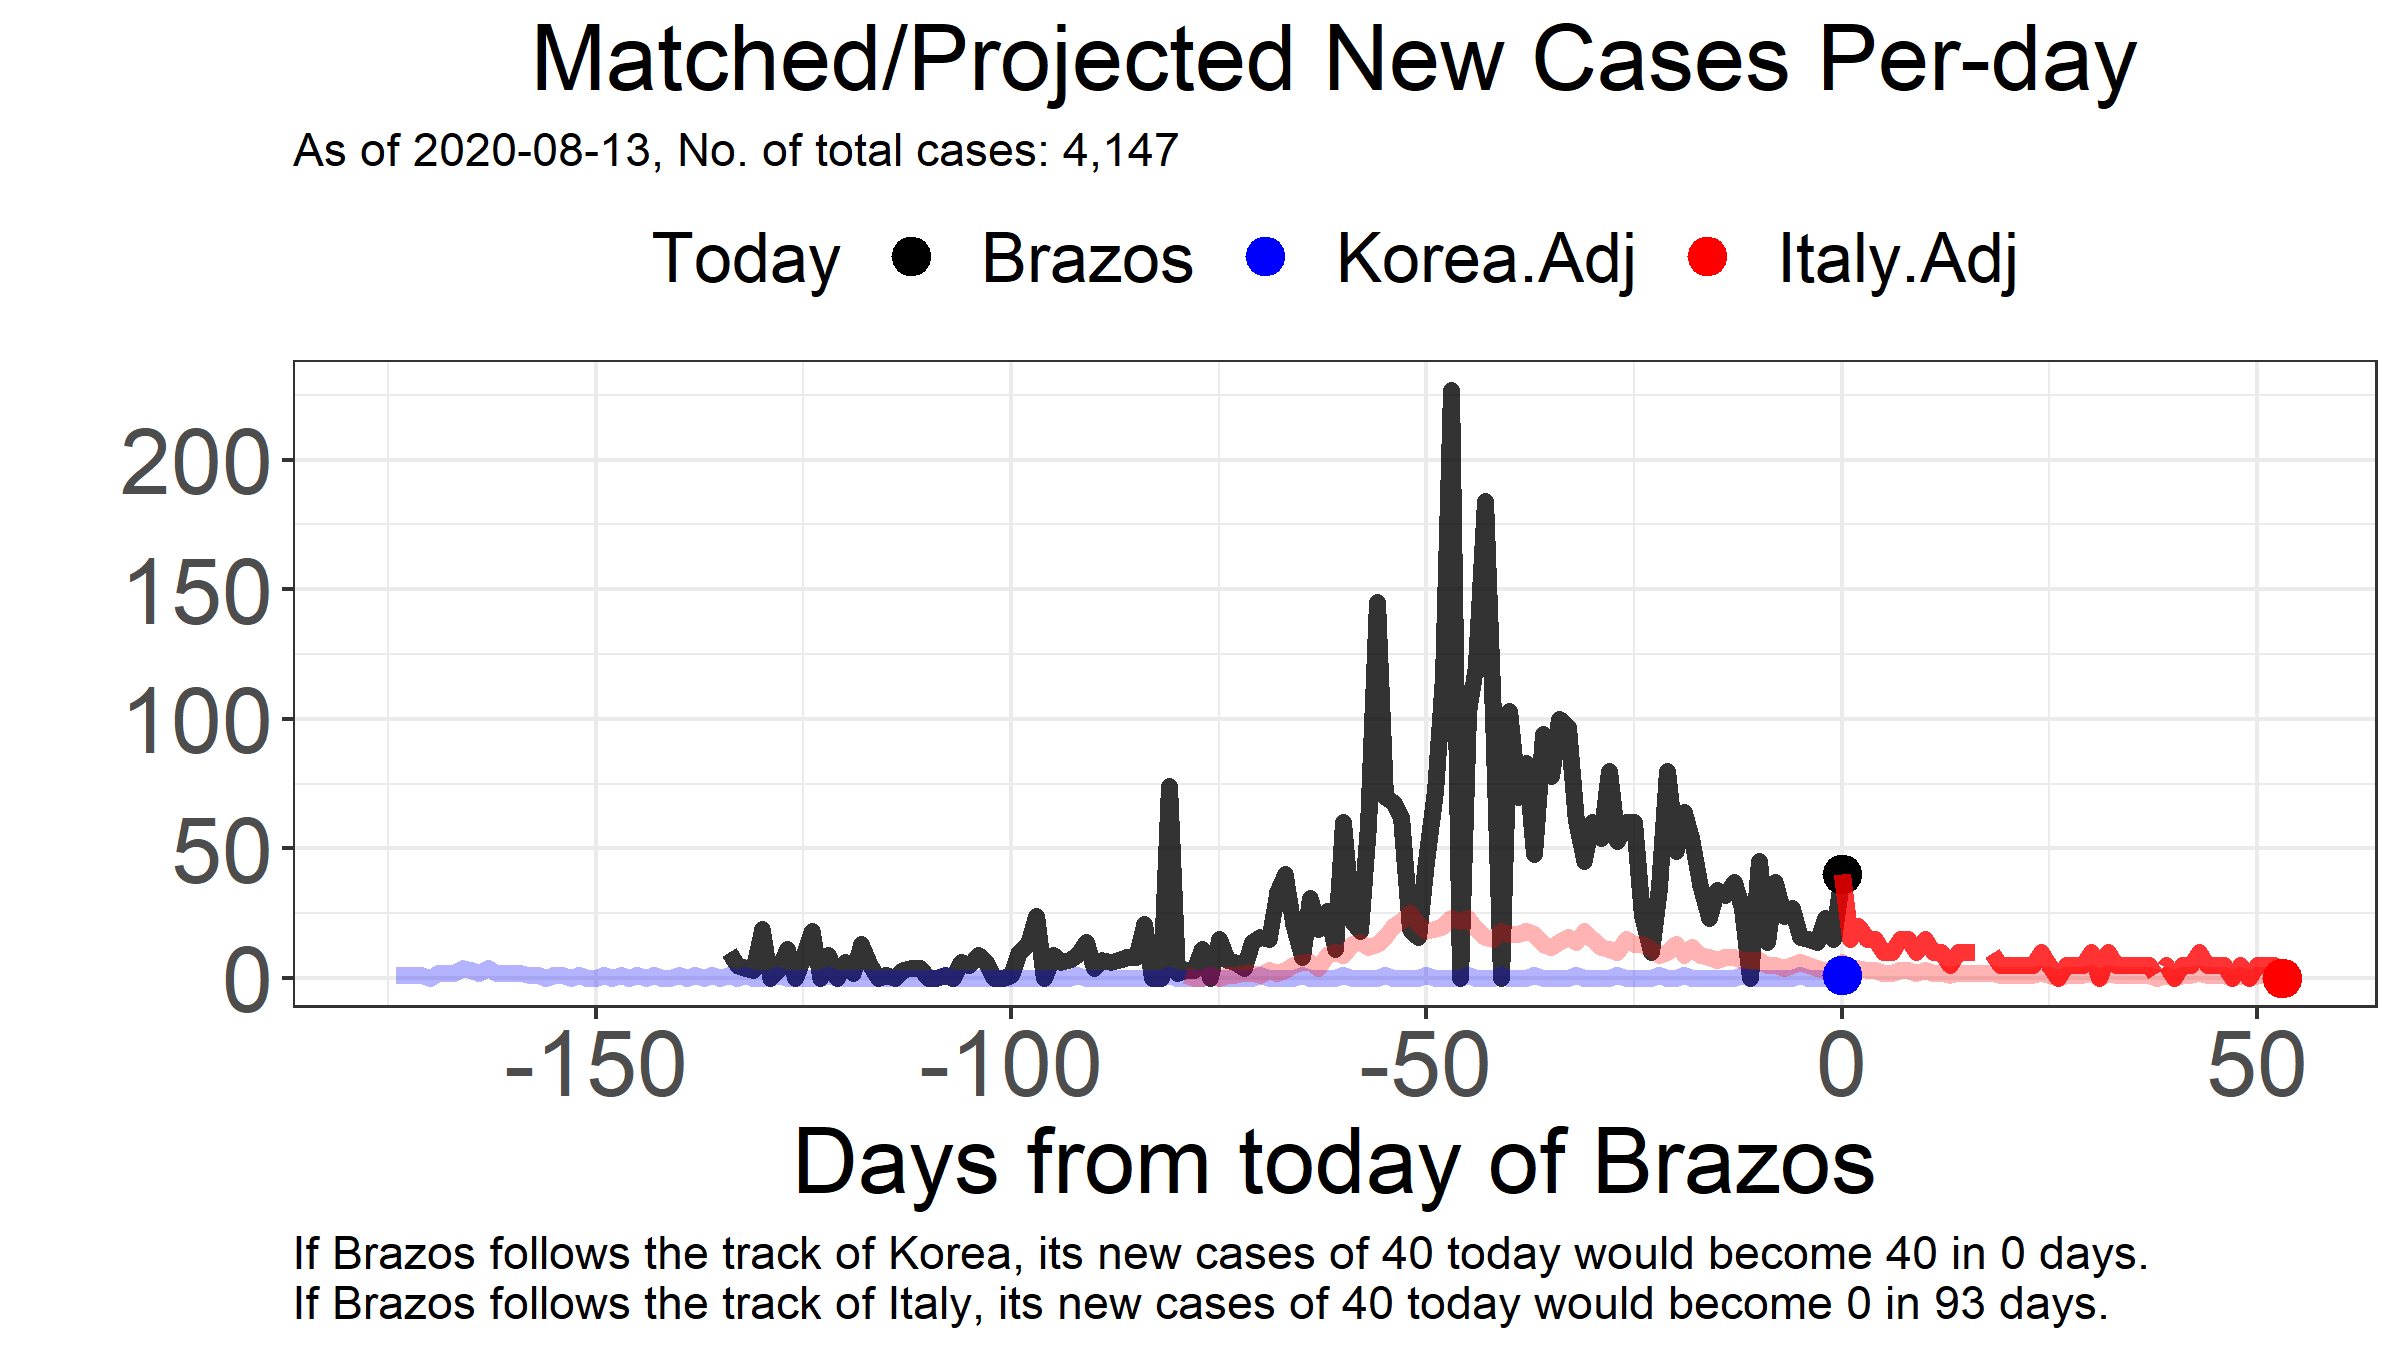 Matched/Projected New Cases Per-day
As of 2020-08-13, No. of total cases: 4,147
Today Brazos Korea.Adj Italy.Adj
200
150
100
50
0
-150 -100 -50 0 50
Days from today of Brazos
If Brazos follows the track of Korea, its new cases of 40 today would become 40 in 0 days.
If Brazos follows the track of Italy, its new cases of 40 today would become 0 in 93 days.